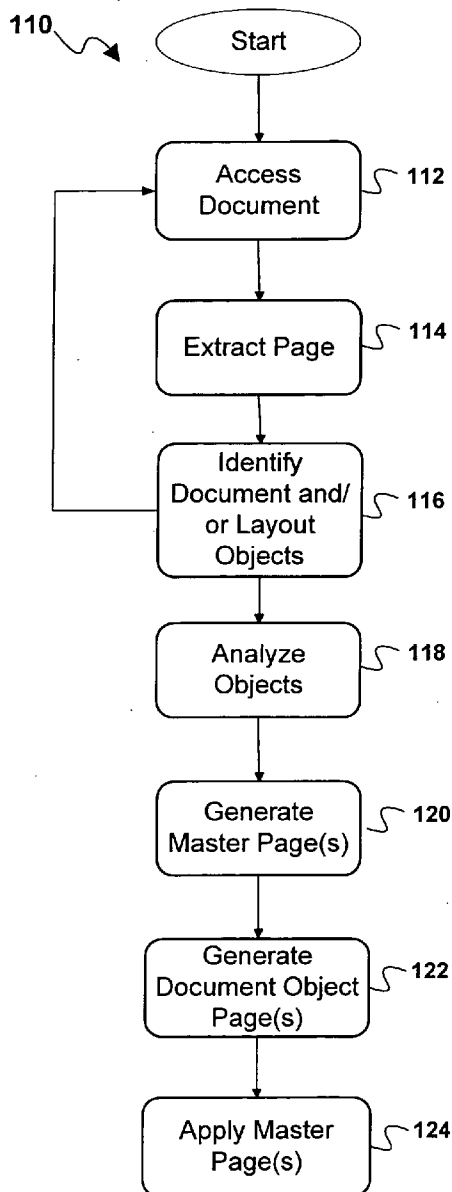 110
Start
Access
Document
112
Extract Page
114
Identify
Document and/
or Layout
Objects
116
Analyze
Objects
118
Generate
Master Page(s)
120
Generate
Document Object
Page(s)
122
Apply Master
Page(s)
124